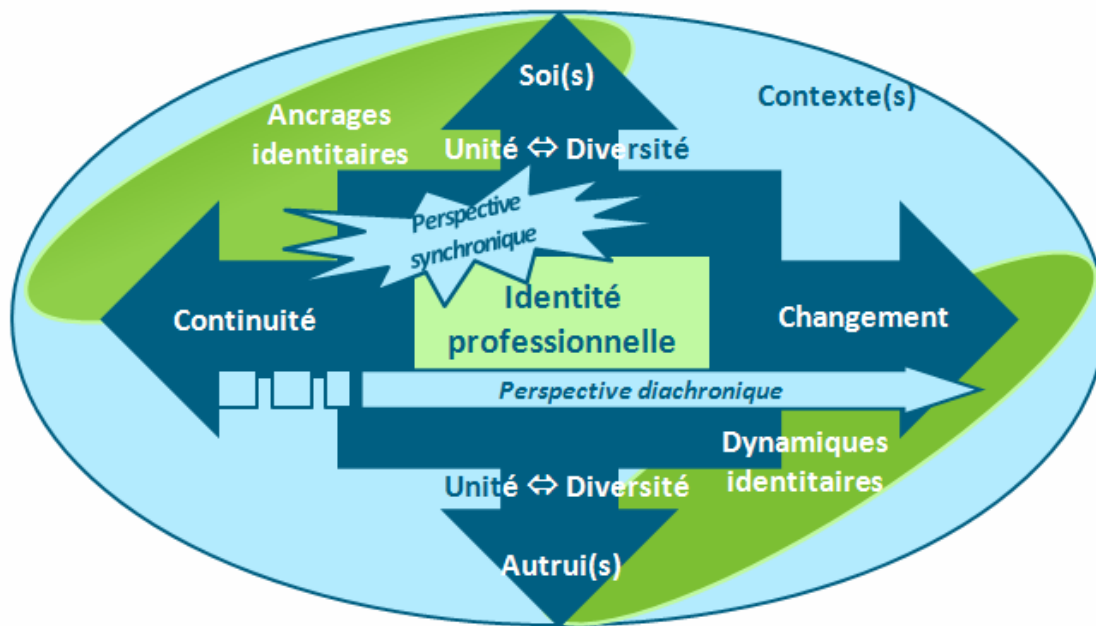 Soi(s)
Contexte(s)
Ancrages
identitaires
Unité ⇔ Diversité
Perspective
synchronique
Identité
professionnelle
Continuité
Changement
Perspective diachronique
Dynamiques
identitaires
Unité ⇔ Diversité
Autrui(s)